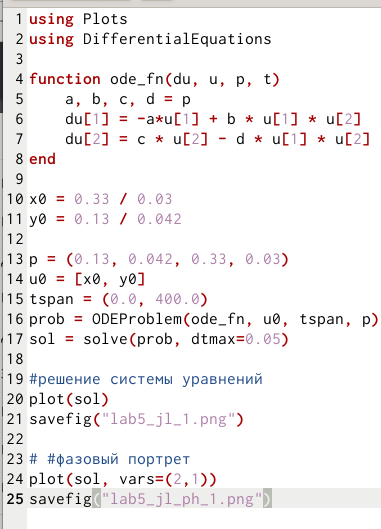 1 using Plots
2 using DifferentialEquations
3
4 function ode_fn(du, u, p, t)
5     a, b, c, d = p
6     du[1] = -a*u[1] + b * u[1] * u[2]
7     du[2] = c * u[2] - d * u[1] * u[2]
8 end
9
10 x0 = 0.33 / 0.03
11 y0 = 0.13 / 0.042
12
13 p = (0.13, 0.042, 0.33, 0.03)
14 u0 = [x0, y0]
15 tspan = (0.0, 400.0)
16 prob = ODEProblem(ode_fn, u0, tspan, p)
17 sol = solve(prob, dtmax=0.05)
18
19 #решение системы уравнений
20 plot(sol)
21 savefig("lab5_jl_1.png")
22
23 # #фазовый портрет
24 plot(sol, vars=(2,1))
25 savefig("lab5_jl_ph_1.png")